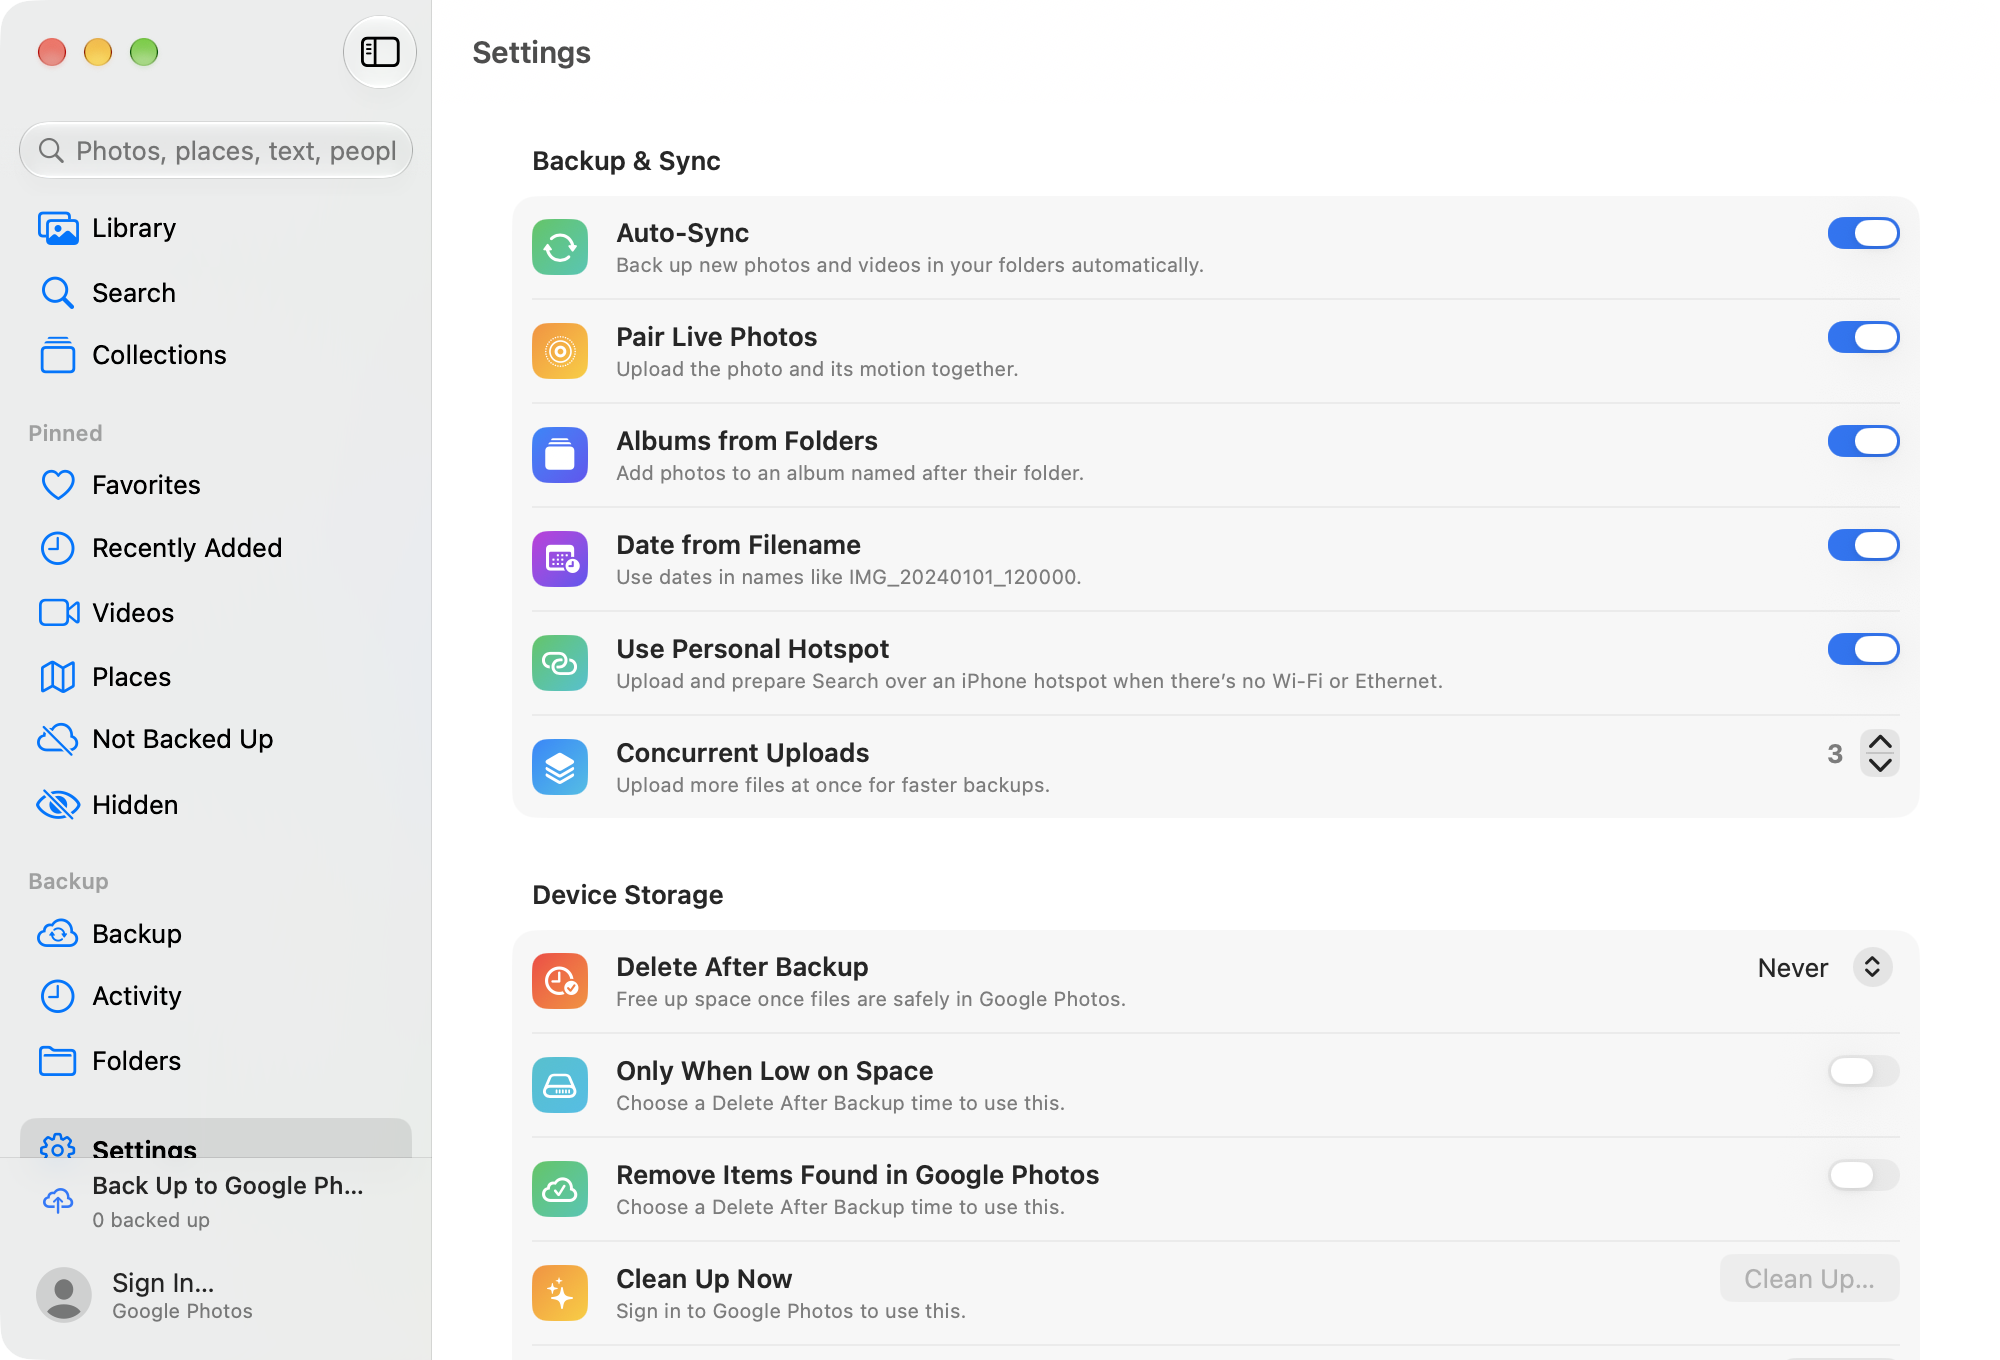 Settings
Photos, places, text, peopl
Library
Search
Collections
Pinned
Favorites
Recently Added
Videos
Places
Not Backed Up
Hidden
Backup
Backup
Activity
Folders
Settings
Back Up to Google Ph...
0 backed up
Sign In...
Google Photos
Backup & Sync
Auto-Sync
Back up new photos and videos in your folders automatically.
Pair Live Photos
Upload the photo and its motion together.
Albums from Folders
Add photos to an album named after their folder.
Date from Filename
Use dates in names like IMG_20240101_120000.
Use Personal Hotspot
Upload and prepare Search over an iPhone hotspot when there’s no Wi-Fi or Ethernet.
Concurrent Uploads
3
Upload more files at once for faster backups.
Device Storage
Delete After Backup
Never
Free up space once files are safely in Google Photos.
Only When Low on Space
Choose a Delete After Backup time to use this.
Remove Items Found in Google Photos
Choose a Delete After Backup time to use this.
Clean Up Now
Clean Up...
Sign in to Google Photos to use this.